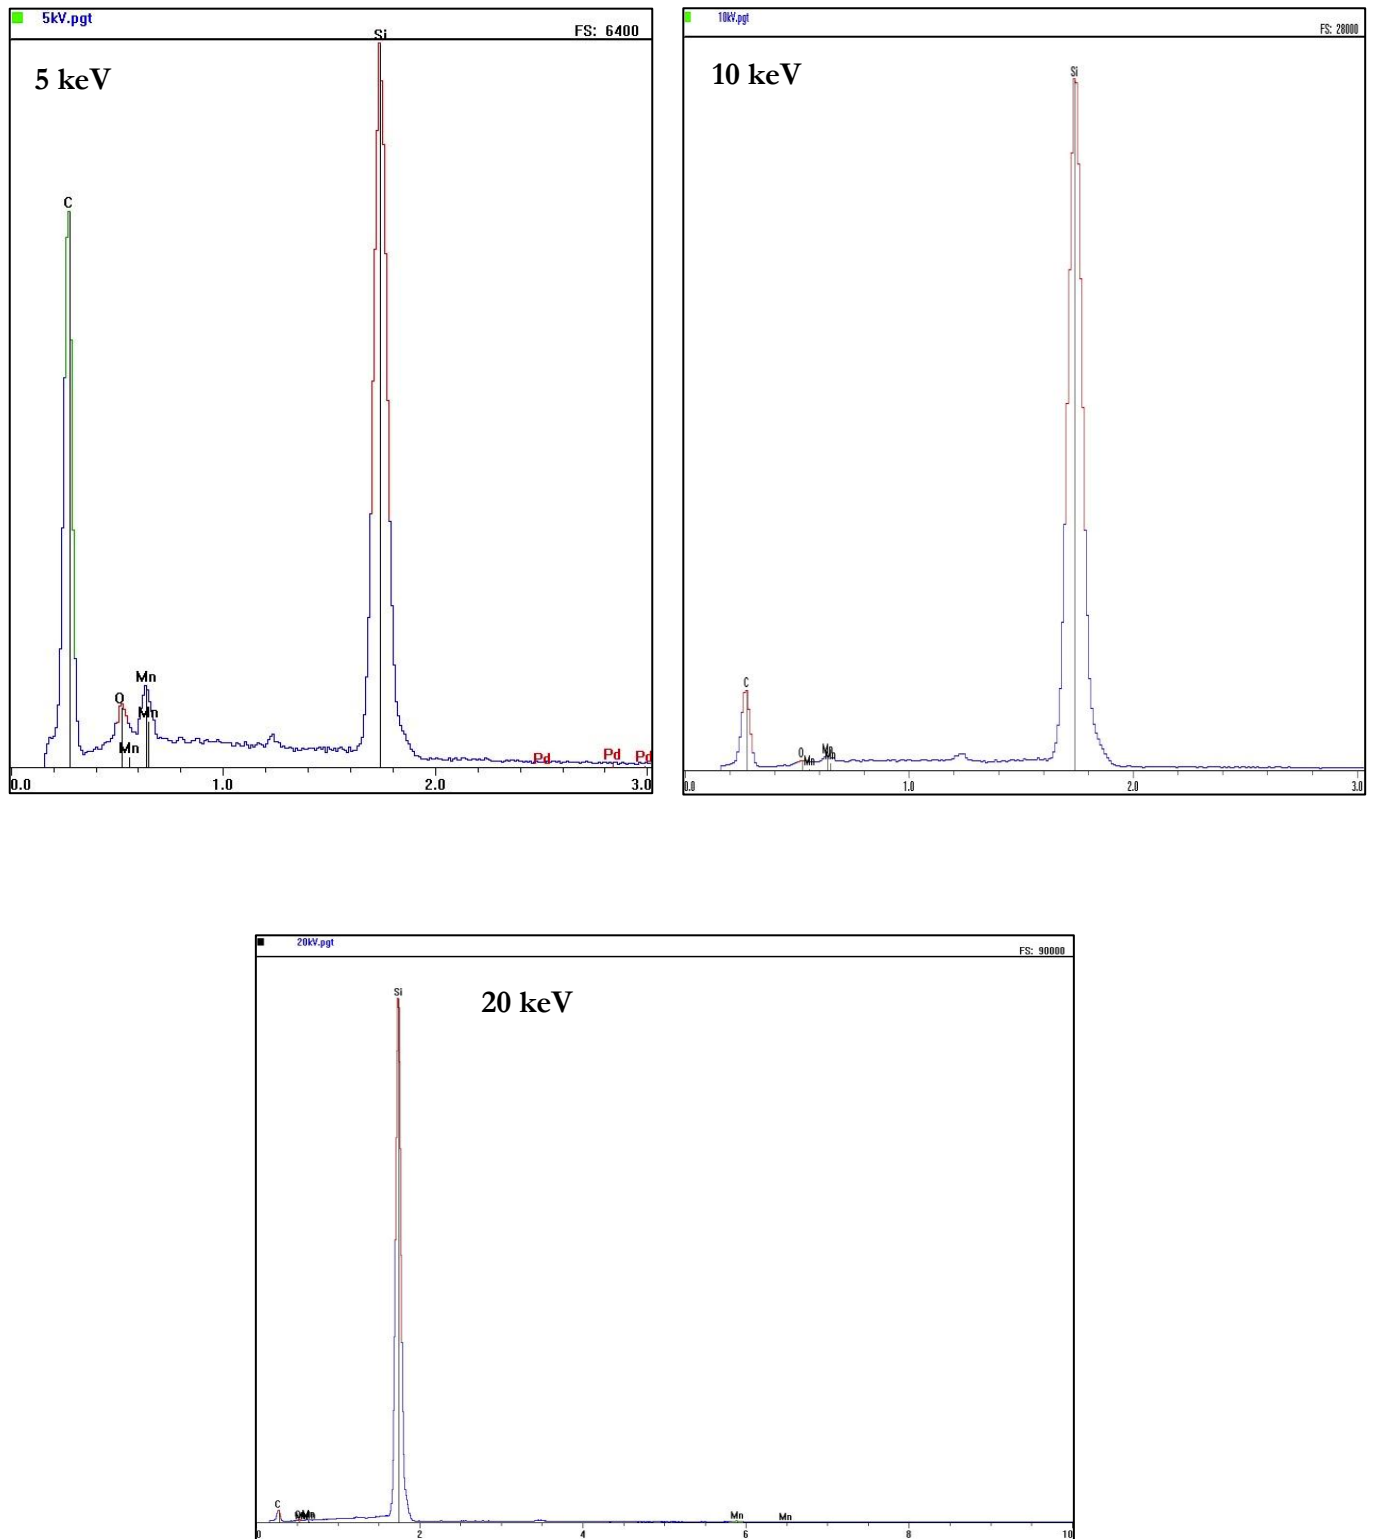 5kV.pgt
FS: 6400
Si
5 keV
C
Mn
O
Mn
Mn
Pd Pd Pd
0.0 1.0 2.0 3.0
10kV.pgt
FS: 28000
Si
10 keV
C
O Mn
Mn Mn
0.0 1.0 2.0 3.0
20kV.pgt
FS: 90000
Si
20 keV
C
Mn Mn
0 2 4 6 8 10